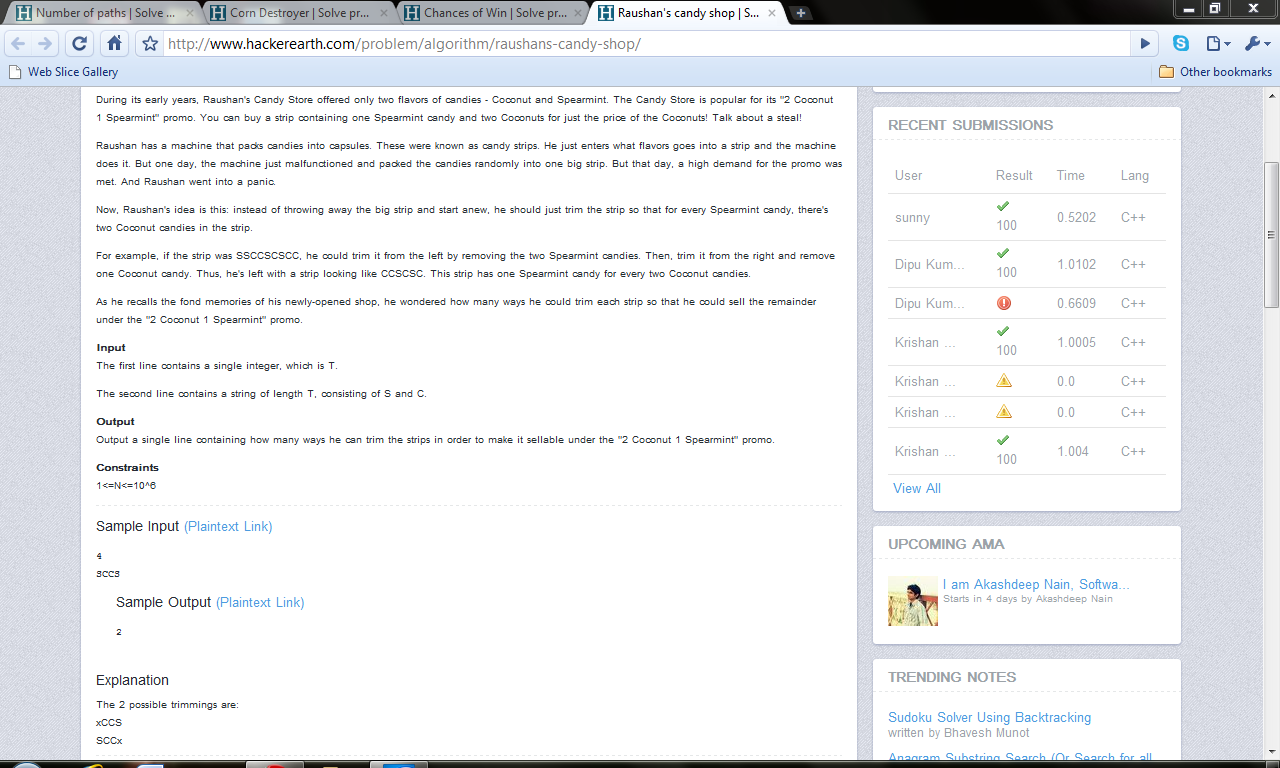 Number of paths | Solve ...
Corn Destroyer | Solve pr...
Chances of Win | Solve pr...
Raushan's candy shop | S...
http://www.hackerearth.com/problem/algorithm/raushans-candy-shop/
Web Slice Gallery
Other bookmarks
During its early years, Raushan's Candy Store offered only two flavors of candies - Coconut and Spearmint. The Candy Store is popular for its "2 Coconut
1 Spearmint" promo. You can buy a strip containing one Spearmint candy and two Coconuts for just the price of the Coconuts! Talk about a steal!
Raushan has a machine that packs candies into capsules. These were known as candy strips. He just enters what flavors goes into a strip and the machine
does it. But one day, the machine just malfunctioned and packed the candies randomly into one big strip. But that day, a high demand for the promo was
met. And Raushan went into a panic.
Now, Raushan's idea is this: instead of throwing away the big strip and start anew, he should just trim the strip so that for every Spearmint candy, there's
two Coconut candies in the strip.
For example, if the strip was SSCCSCSCC, he could trim it from the left by removing the two Spearmint candies. Then, trim it from the right and remove
one Coconut candy. Thus, he's left with a strip looking like CCSCSC. This strip has one Spearmint candy for every two Coconut candies.
As he recalls the fond memories of his newly-opened shop, he wondered how many ways he could trim each strip so that he could sell the remainder
under the "2 Coconut 1 Spearmint" promo.
Input
The first line contains a single integer, which is T.
The second line contains a string of length T, consisting of S and C.
Output
Output a single line containing how many ways he can trim the strips in order to make it sellable under the "2 Coconut 1 Spearmint" promo.
Constraints
1<=N<=10^6
Sample Input (Plaintext Link)
4
SCCS
Sample Output (Plaintext Link)
2
Explanation
The 2 possible trimmings are:
xCCS
SCCx
RECENT SUBMISSIONS
User Result Time Lang
sunny 100 0.5202 C++
Dipu Kum... 100 1.0102 C++
Dipu Kum... 0.6609 C++
Krishan ... 100 1.0005 C++
Krishan ... 0.0 C++
Krishan ... 0.0 C++
Krishan ... 100 1.004 C++
View All
UPCOMING AMA
I am Akashdeep Nain, Softwa...
Starts in 4 days by Akashdeep Nain
TRENDING NOTES
Sudoku Solver Using Backtracking
written by Bhavesh Munot
Anagram Substring Search (Or Search for all